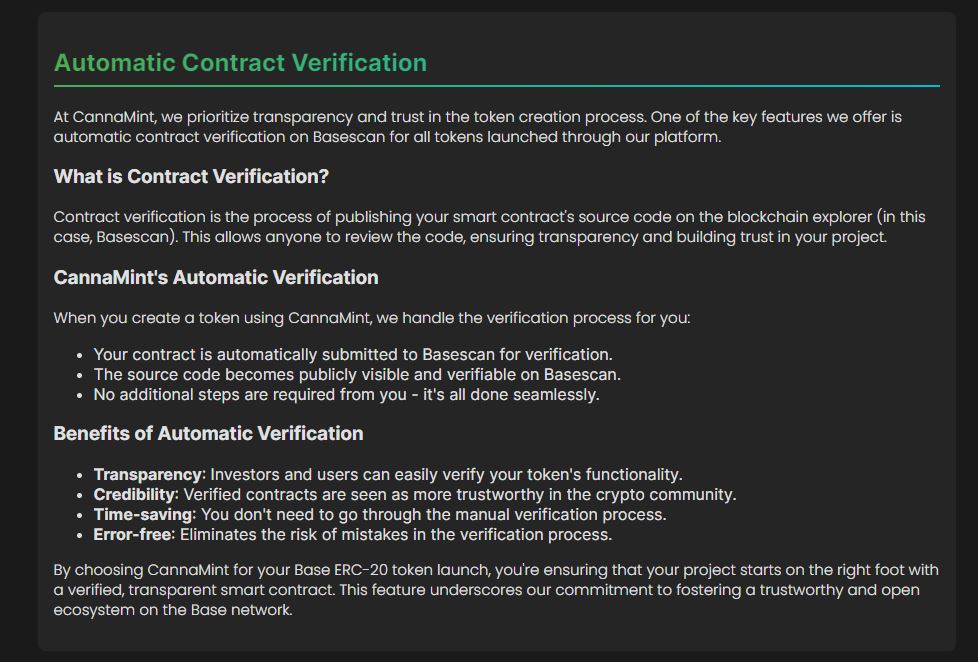 Automatic Contract Verification
At CannaMint, we prioritize transparency and trust in the token creation process. One of the key features we offer is
automatic contract verification on Basescan for all tokens launched through our platform.
What is Contract Verification?
Contract verification is the process of publishing your smart contract's source code on the blockchain explorer (in this
case, Basescan). This allows anyone to review the code, ensuring transparency and building trust in your project.
CannaMint's Automatic Verification
When you create a token using CannaMint, we handle the verification process for you:
• Your contract is automatically submitted to Basescan for verification.
• The source code becomes publicly visible and verifiable on Basescan.
• No additional steps are required from you - it's all done seamlessly.
Benefits of Automatic Verification
• Transparency: Investors and users can easily verify your token's functionality.
• Credibility: Verified contracts are seen as more trustworthy in the crypto community.
• Time-saving: You don't need to go through the manual verification process.
• Error-free: Eliminates the risk of mistakes in the verification process.
By choosing CannaMint for your Base ERC-20 token launch, you're ensuring that your project starts on the right foot with
a verified, transparent smart contract. This feature underscores our commitment to fostering a trustworthy and open
ecosystem on the Base network.